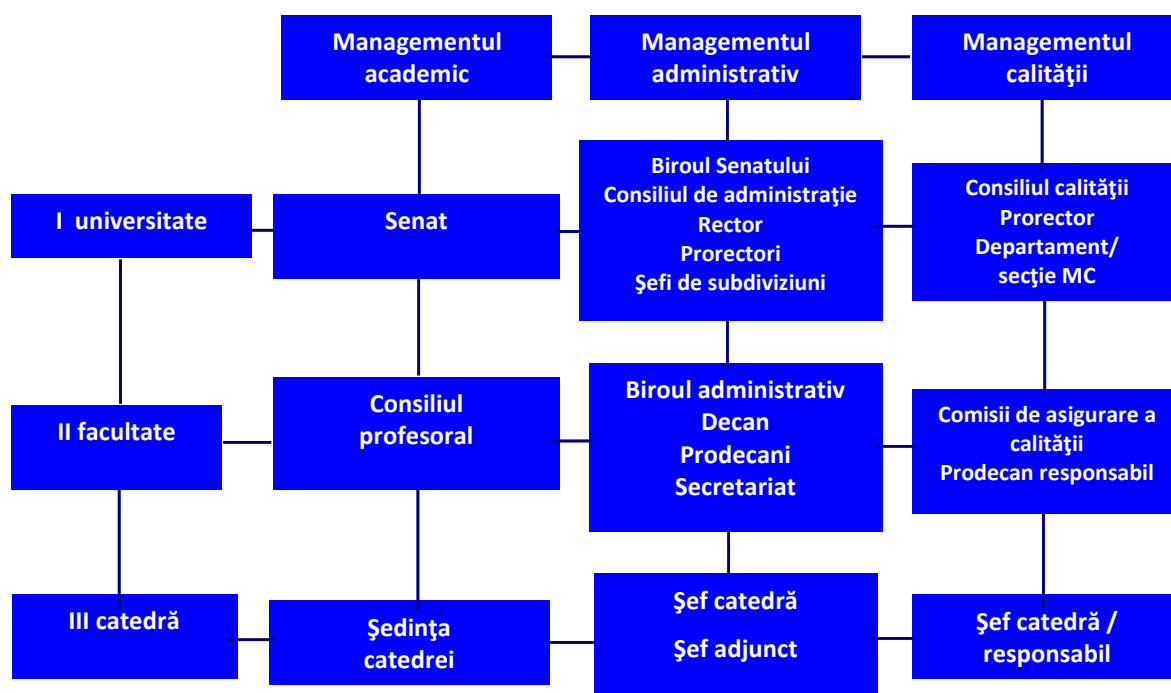 Managementul
academic
Managementul
administrativ
Managementul
calităţii
I universitate
Senat
Biroul Senatului
Consiliul de administraţie
Rector
Prorectori
Şefi de subdiviziuni
Consiliul calităţii
Prorector
Departament/
secţie MC
II facultate
Consiliul
profesoral
Biroul administrativ
Decan
Prodecani
Secretariat
Comisii de asigurare a
calităţii
Prodecan responsabil
III catedră
Şedinţa
catedrei
Şef catedră
Şef adjunct
Şef catedră /
responsabil